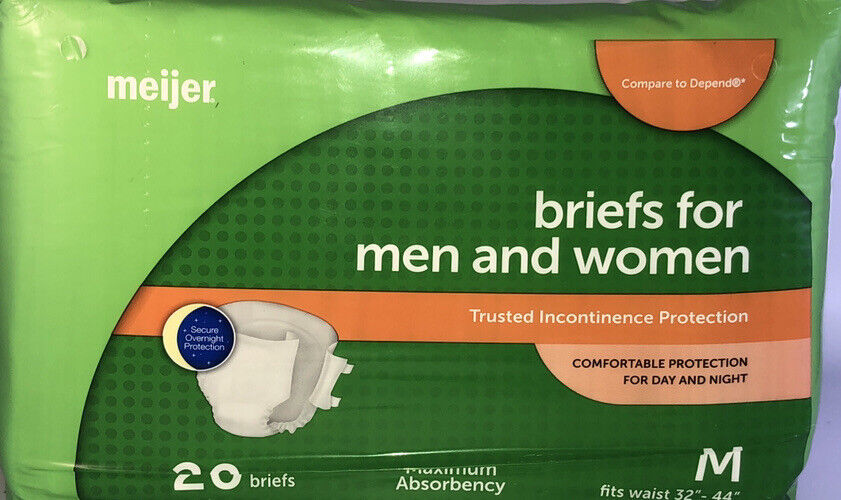 meijer
Compare to Depend®*
briefs for
men and women
Trusted Incontinence Protection
Secure
Overnight
Protection
COMFORTABLE PROTECTION
FOR DAY AND NIGHT
20 briefs
Maximum
Absorbency
M
fits waist 32"- 44"